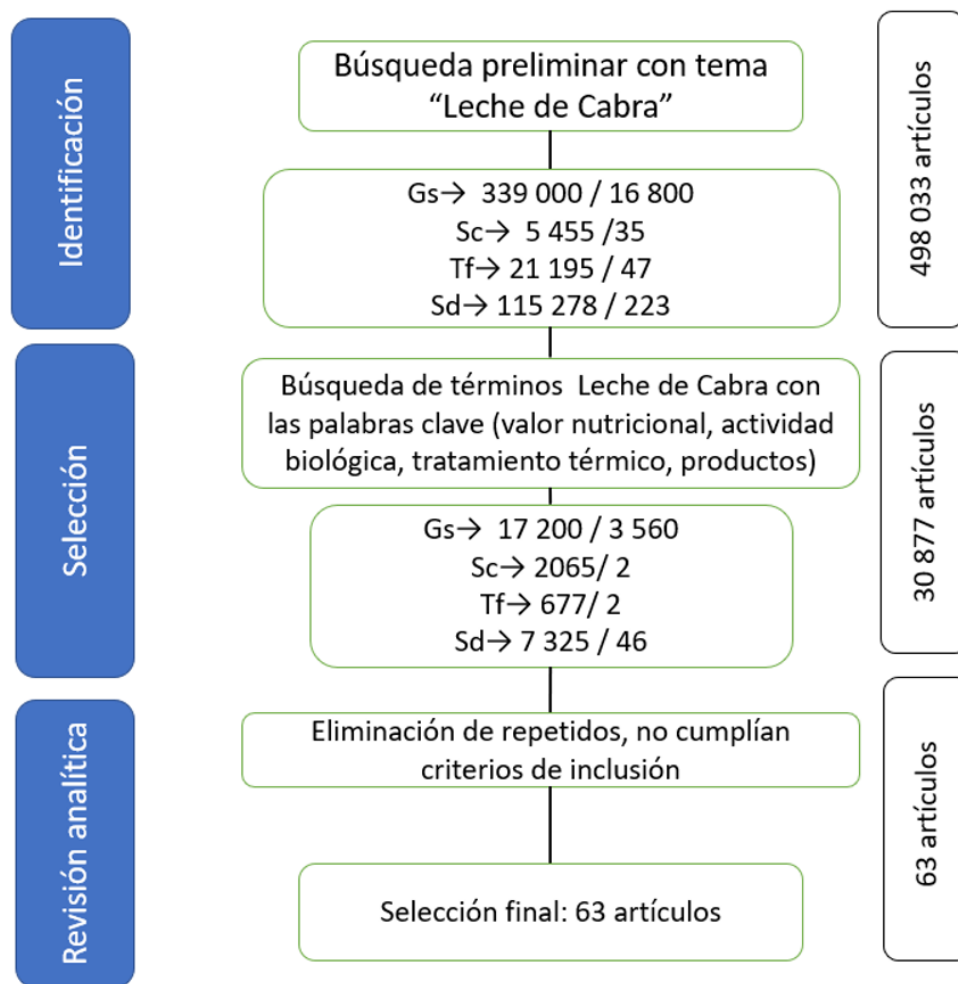 Identificación
Búsqueda preliminar con tema
“Leche de Cabra”
Gs→ 339 000 / 16 800
Sc→ 5 455 /35
Tf→ 21 195 / 47
Sd→ 115 278 / 223
498 033 artículos
Selección
Búsqueda de términos Leche de Cabra con
las palabras clave (valor nutricional, actividad
biológica, tratamiento térmico, productos)
Gs→ 17 200 / 3 560
Sc→ 2065/ 2
Tf→ 677/ 2
Sd→ 7 325 / 46
30 877 artículos
Revisión analítica
Eliminación de repetidos, no cumplían
criterios de inclusión
Selección final: 63 artículos
63 artículos